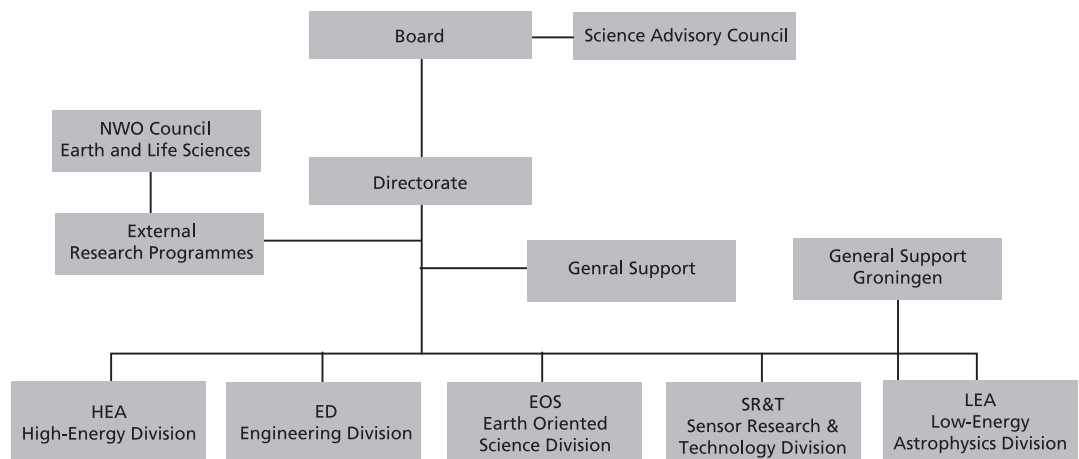 Board
Science Advisory Council
NWO Council
Earth and Life Sciences
Directorate
External
Research Programmes
Genral Support
General Support
Groningen
HEA
High-Energy Division
ED
Engineering Division
EOS
Earth Oriented
Science Division
SR&T
Sensor Research &
Technology Division
LEA
Low-Energy
Astrophysics Division